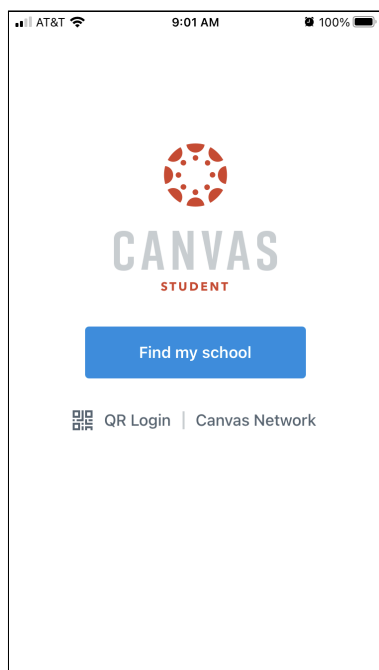 AT&T 9:01 AM 100%
CANVAS
STUDENT
Find my school
QR Login | Canvas Network